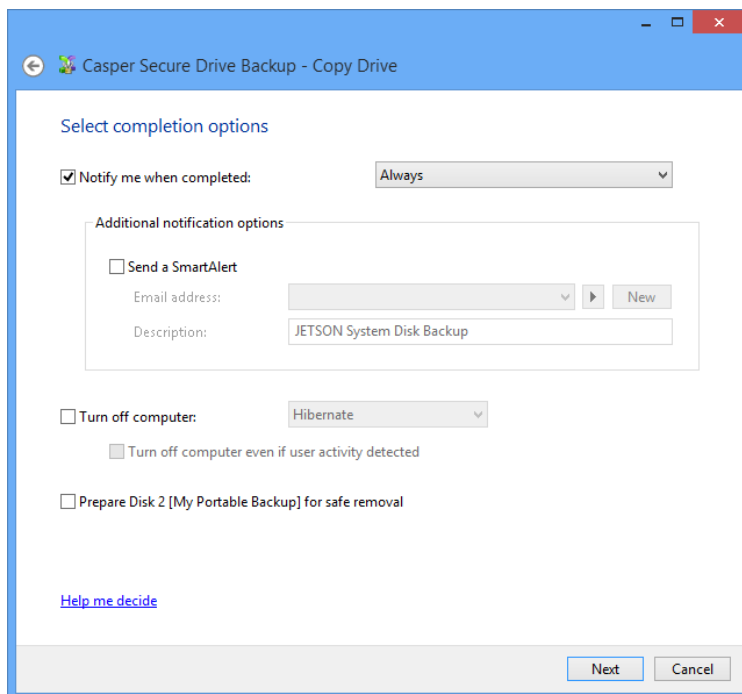 Casper Secure Drive Backup - Copy Drive
Select completion options
Notify me when completed: Always
Additional notification options
Send a SmartAlert
Email address: New
Description: JETSON System Disk Backup
Turn off computer: Hibernate
Turn off computer even if user activity detected
Prepare Disk 2 [My Portable Backup] for safe removal
Help me decide
Next Cancel